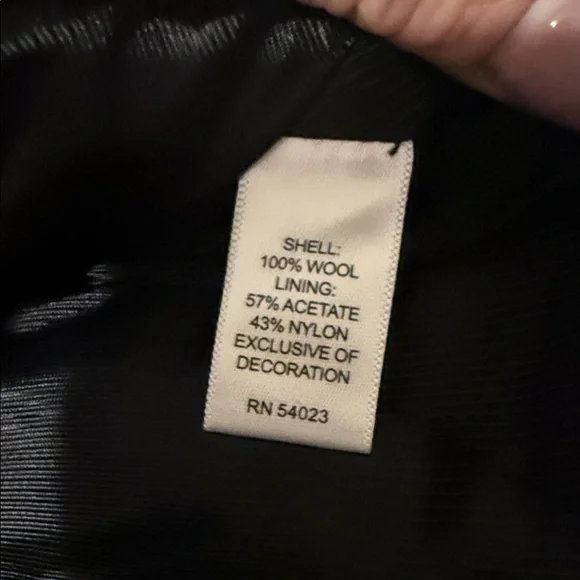 SHELL:
100% WOOL
LINING:
57% ACETATE
43% NYLON
EXCLUSIVE OF
DECORATION
RN 54023